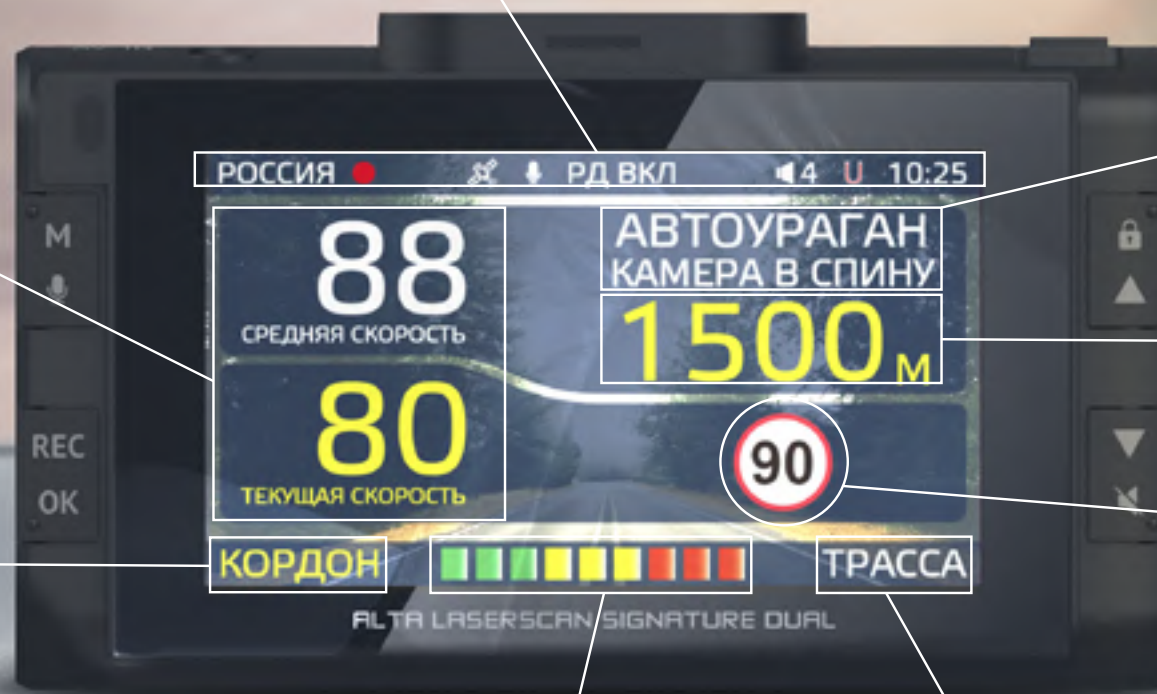 РОССИЯ РД ВКЛ 4 U 10:25
88
СРЕДНЯЯ СКОРОСТЬ
АВТОУРАГАН
КАМЕРА В СПИНУ
1500 м
80
ТЕКУЩАЯ СКОРОСТЬ
90
КОРДОН
ТРАССА
ALTA LASERSCAN SIGNATURE DUAL
M
REC
OK